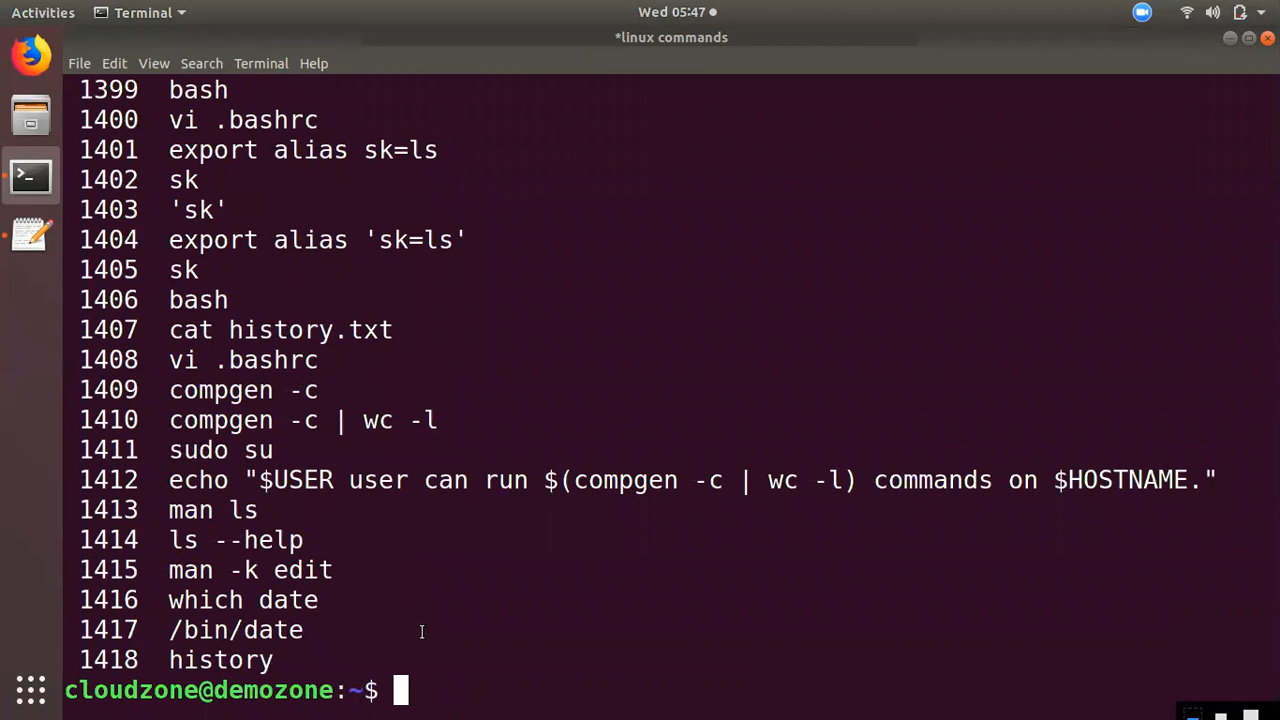 Activities Terminal Wed 05:47
*linux commands
File Edit View Search Terminal Help
1399 bash
1400 vi .bashrc
1401 export alias sk=ls
1402 sk
1403 'sk'
1404 export alias 'sk=ls'
1405 sk
1406 bash
1407 cat history.txt
1408 vi .bashrc
1409 compgen -c
1410 compgen -c | wc -l
1411 sudo su
1412 echo "$USER user can run $(compgen -c | wc -l) commands on $HOSTNAME."
1413 man ls
1414 ls --help
1415 man -k edit
1416 which date
1417 /bin/date
1418 history
cloudzone@demozone:~$